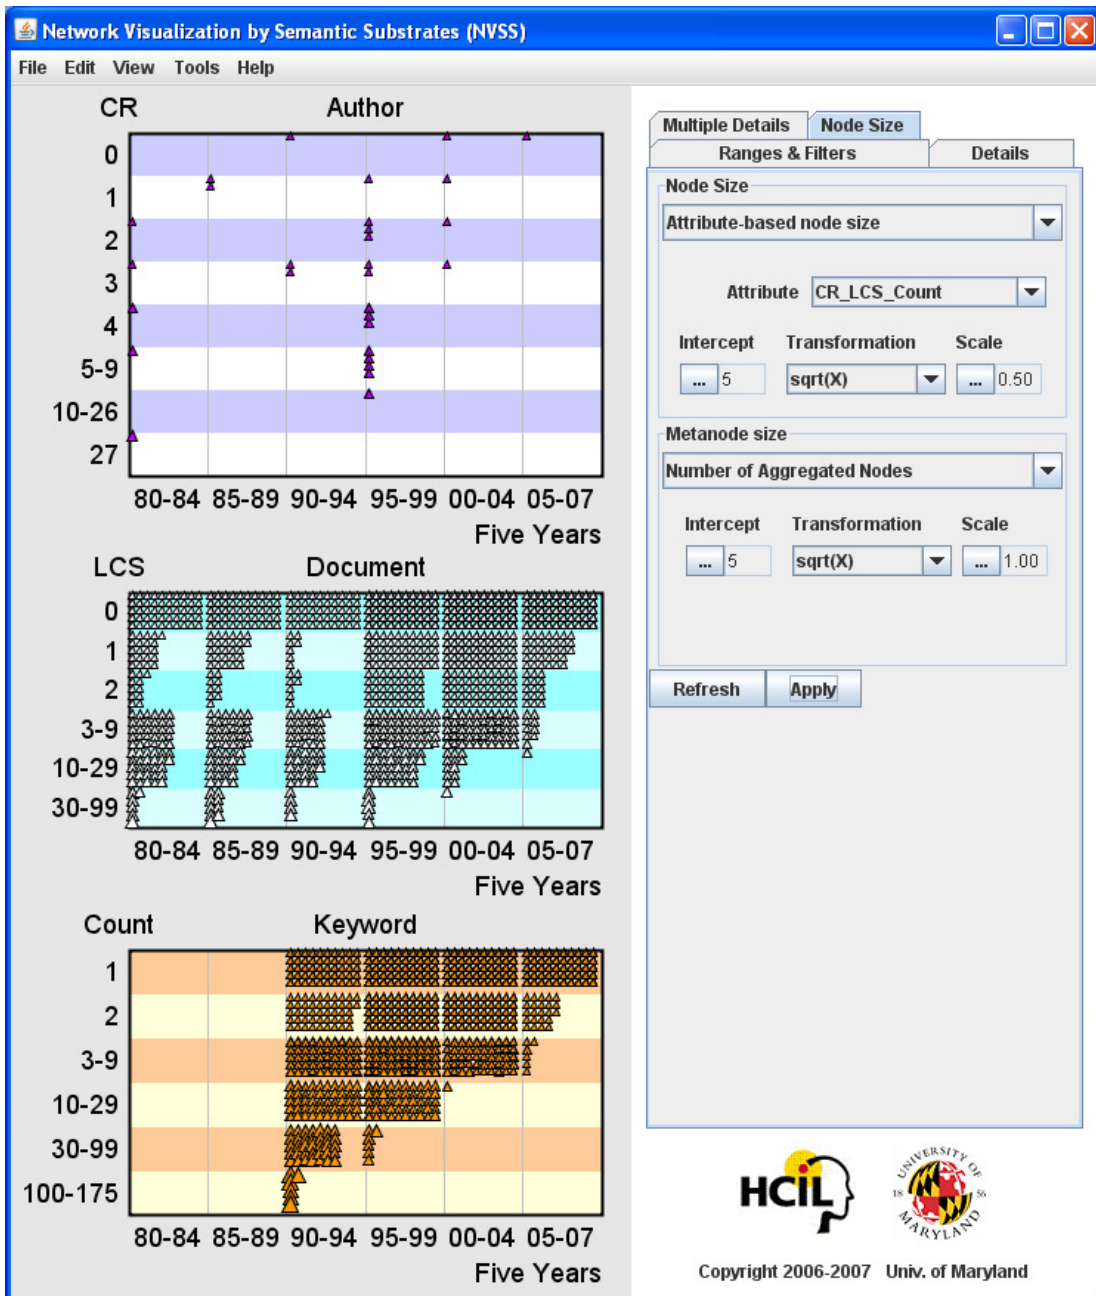 Network Visualization by Semantic Substrates (NVSS)
File Edit View Tools Help
CR Author
0
1
2
3
4
5-9
10-26
27
80-84 85-89 90-94 95-99 00-04 05-07
Five Years
LCS Document
0
1
2
3-9
10-29
30-99
80-84 85-89 90-94 95-99 00-04 05-07
Five Years
Count Keyword
1
2
3-9
10-29
30-99
100-175
80-84 85-89 90-94 95-99 00-04 05-07
Five Years
Multiple Details Node Size
Ranges & Filters Details
Node Size
Attribute-based node size
Attribute CR_LCS_Count
Intercept Transformation Scale
... 5 sqrt(X) ... 0.50
Metanode size
Number of Aggregated Nodes
Intercept Transformation Scale
... 5 sqrt(X) ... 1.00
Refresh Apply
HCIL
UNIVERSITY OF
18 56
MARYLAND
Copyright 2006-2007 Univ. of Maryland